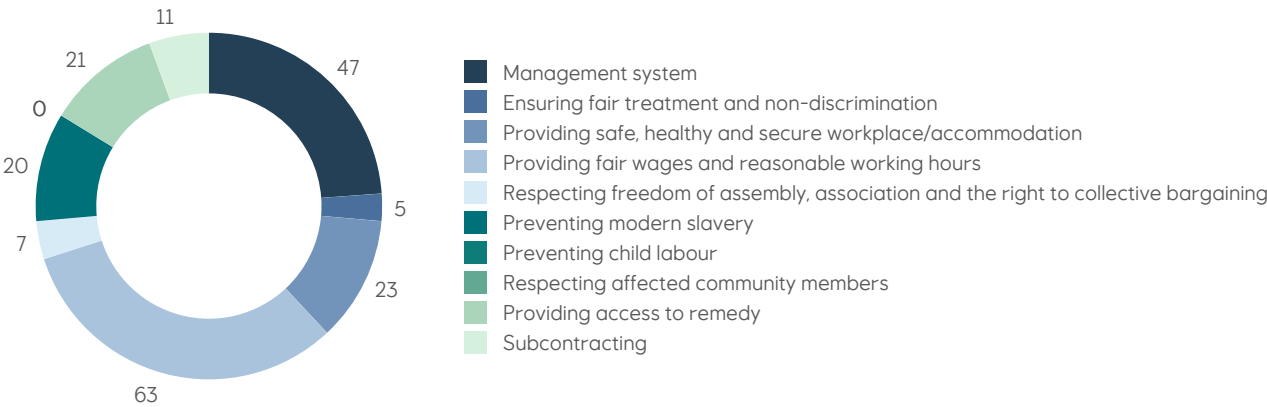 11
47
21
0
20
5
7
23
63
Management system
Ensuring fair treatment and non-discrimination
Providing safe, healthy and secure workplace/accommodation
Providing fair wages and reasonable working hours
Respecting freedom of assembly, association and the right to collective bargaining
Preventing modern slavery
Preventing child labour
Respecting affected community members
Providing access to remedy
Subcontracting